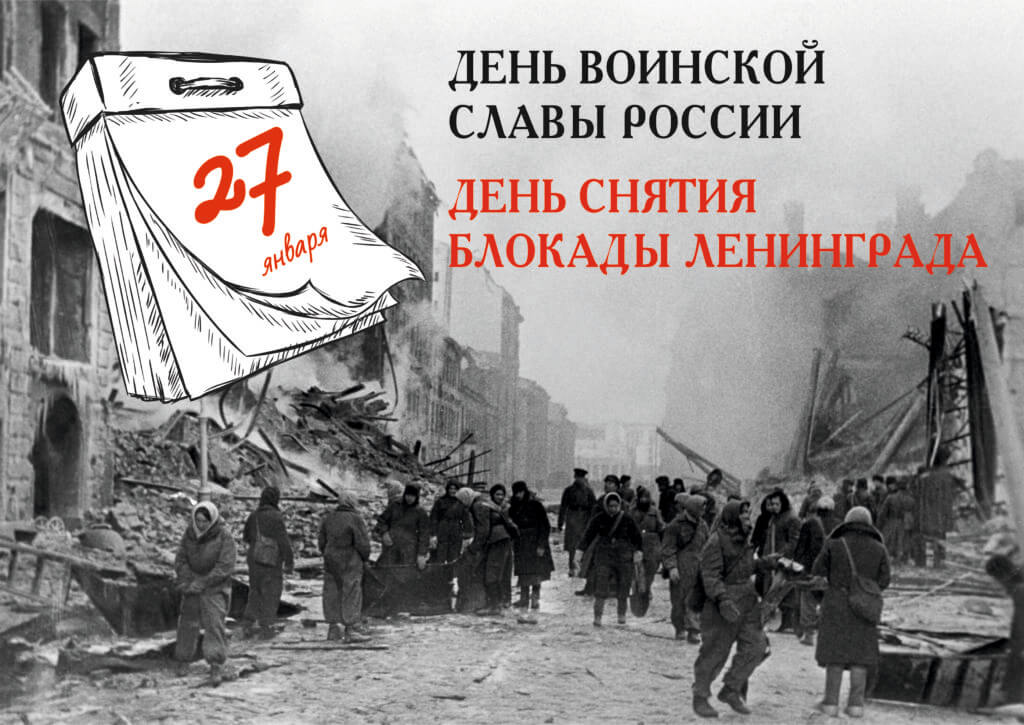 27
января
ДЕНЬ ВОИНСКОЙ
СЛАВЫ РОССИИ
ДЕНЬ СНЯТИЯ
БЛОКАДЫ ЛЕНИНГРАДА